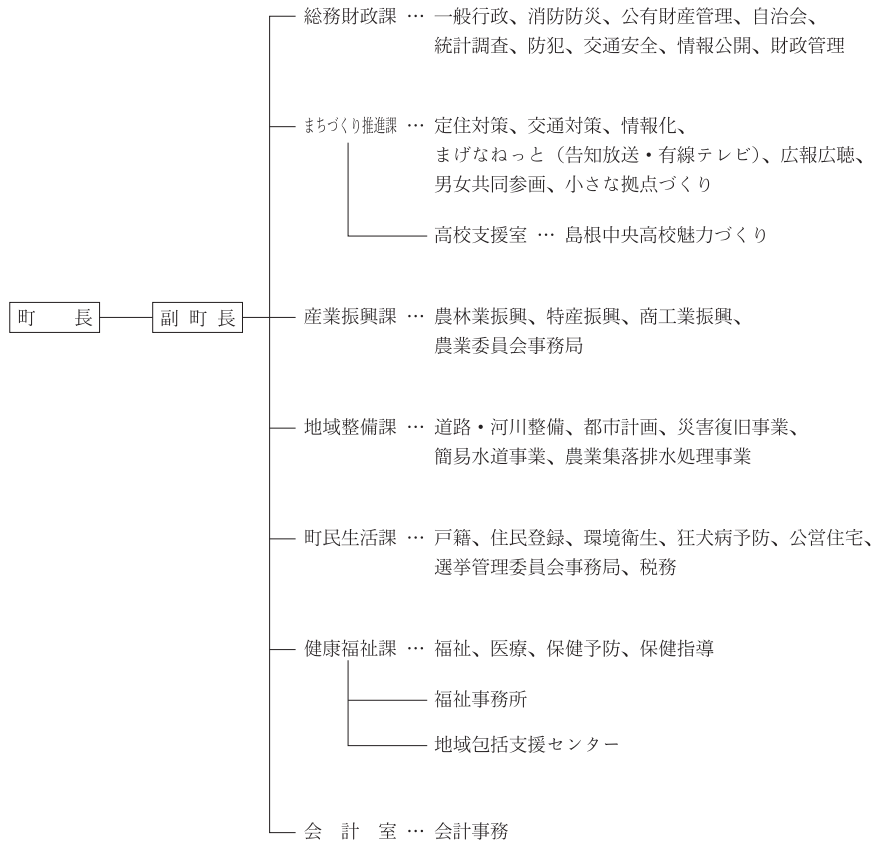 総務財政課 … 一般行政、消防防災、公有財産管理、自治会、
統計調査、防犯、交通安全、情報公開、財政管理
まちづくり推進課 … 定住対策、交通対策、情報化、
まげなねっと（告知放送・有線テレビ）、広報広聴、
男女共同参画、小さな拠点づくり
高校支援室 … 島根中央高校魅力づくり
町　長
副町長
産業振興課 … 農林業振興、特産振興、商工業振興、
農業委員会事務局
地域整備課 … 道路・河川整備、都市計画、災害復旧事業、
簡易水道事業、農業集落排水処理事業
町民生活課 … 戸籍、住民登録、環境衛生、狂犬病予防、公営住宅、
選挙管理委員会事務局、税務
健康福祉課 … 福祉、医療、保健予防、保健指導
福祉事務所
地域包括支援センター
会　計　室 … 会計事務